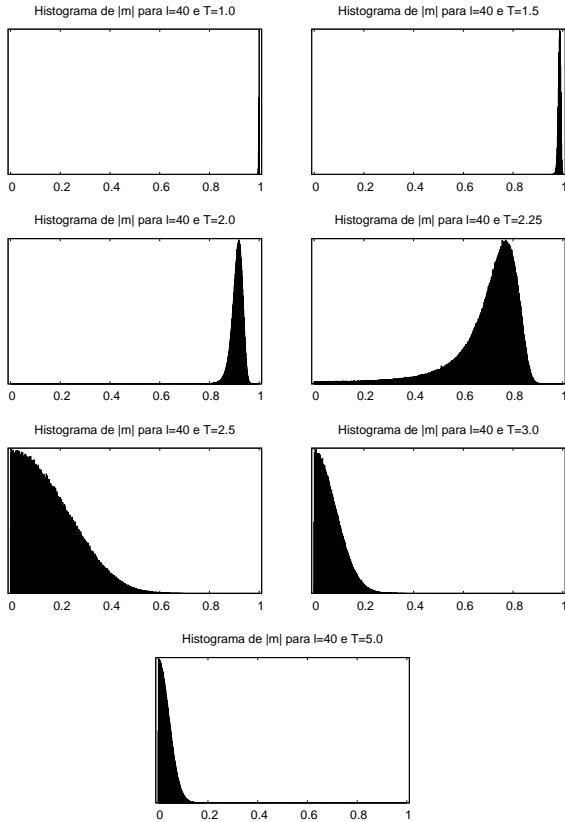 Histograma de |m| para l=40 e T=1.0
0 0.2 0.4 0.6 0.8 1
Histograma de |m| para l=40 e T=1.5
0 0.2 0.4 0.6 0.8 1
Histograma de |m| para l=40 e T=2.0
0 0.2 0.4 0.6 0.8 1
Histograma de |m| para l=40 e T=2.25
0 0.2 0.4 0.6 0.8 1
Histograma de |m| para l=40 e T=2.5
0 0.2 0.4 0.6 0.8 1
Histograma de |m| para l=40 e T=3.0
0 0.2 0.4 0.6 0.8 1
Histograma de |m| para l=40 e T=5.0
0 0.2 0.4 0.6 0.8 1